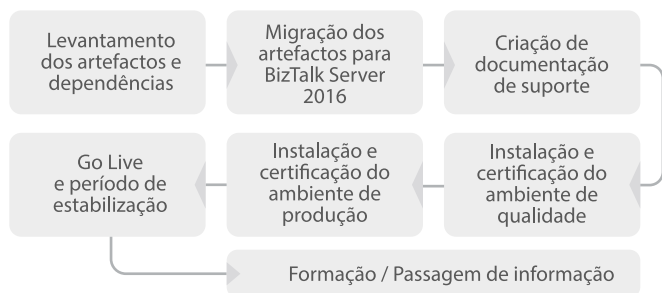 Levantamento
dos artefactos e
dependências
Migração dos
artefactos para
BizTalk Server
2016
Criação de
documentação
de suporte
Instalação e
certificação do
ambiente de
qualidade
Instalação e
certificação do
ambiente de
produção
Go Live
e período de
estabilização
Formação / Passagem de informação